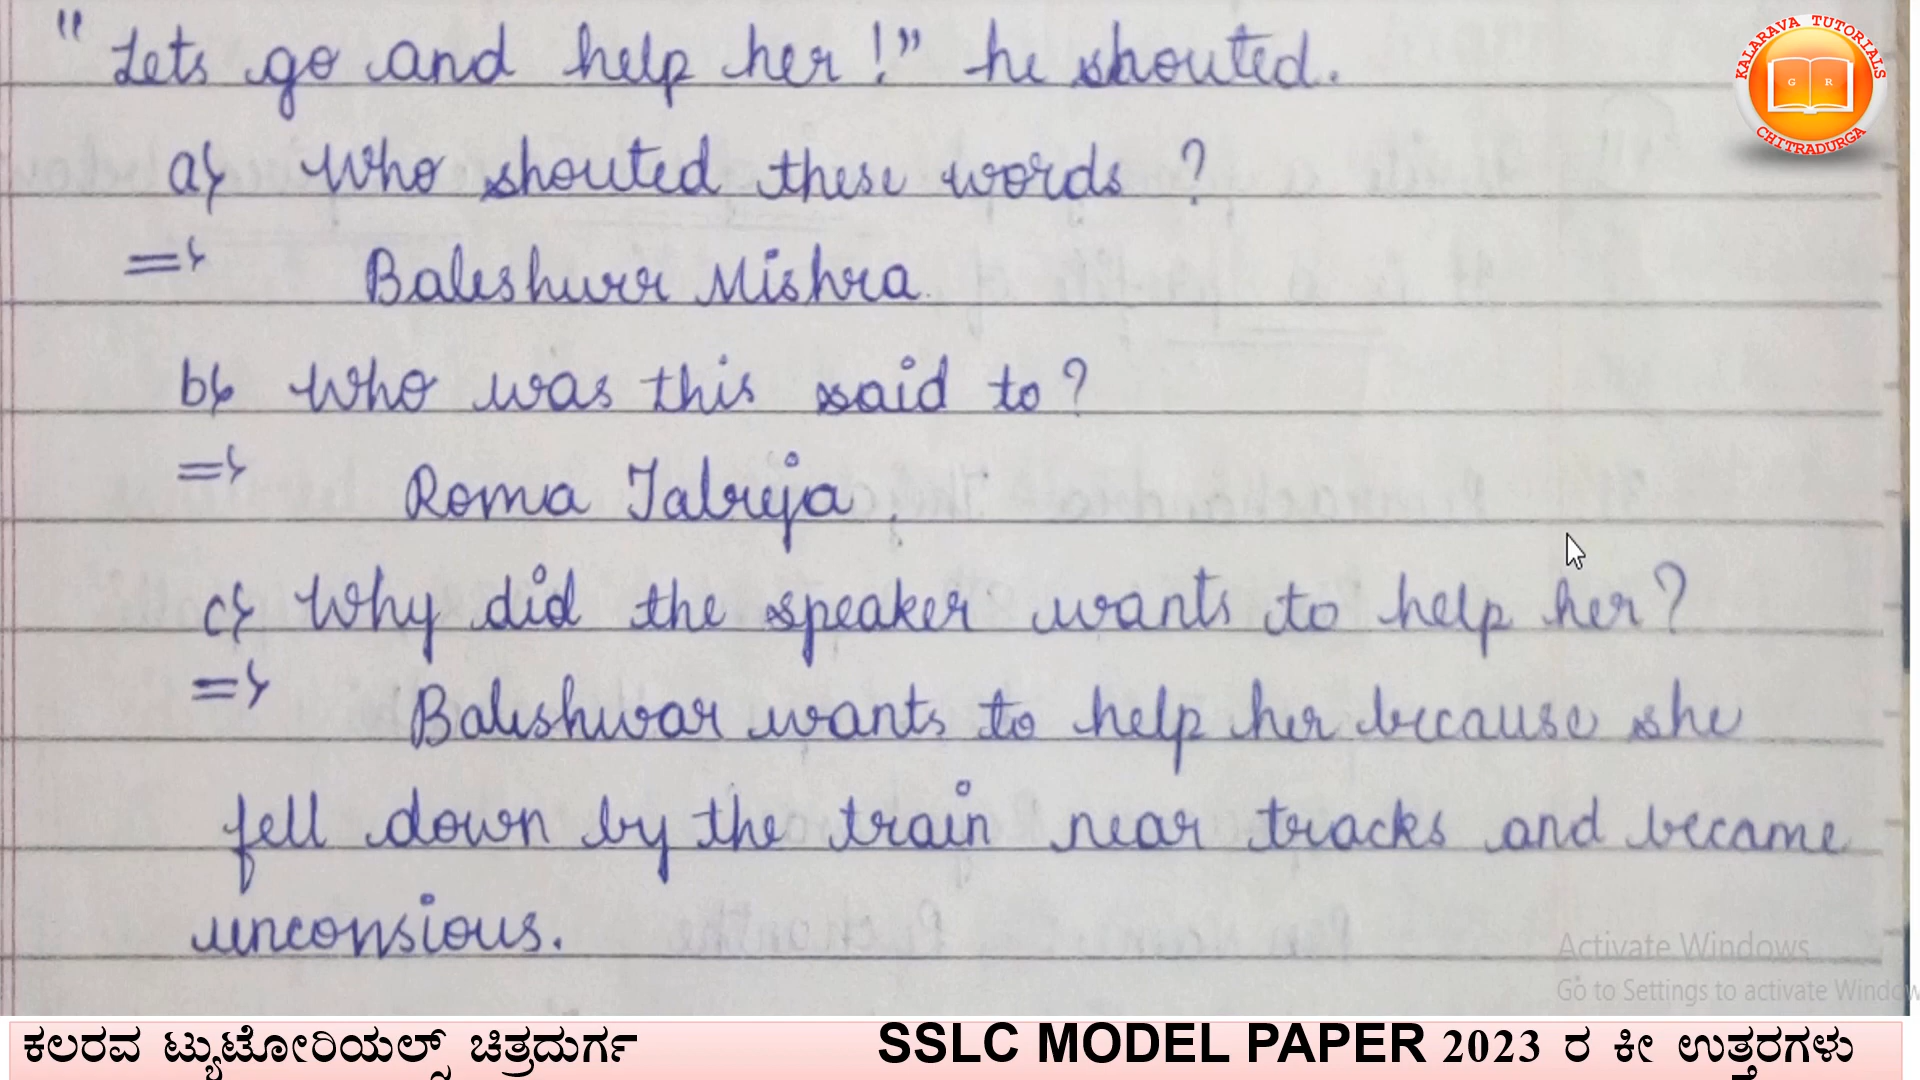 "Lets go and help her!" he shouted.
KALARAVA TUTORIALS
G R
CHITRADURGA
a} Who shouted these words?
=> Baleshwar Mishra.
b} Who was this said to?
=> Roma Talreja.
c} Why did the speaker wants to help her?
=> Baleshwar wants to help her because she
fell down by the train near tracks and became
unconsious.
Activate Windows
Go to Settings to activate Windows
ಕಲರವ ಟ್ಯುಟೋರಿಯಲ್ಸ್ ಚಿತ್ರದುರ್ಗ SSLC MODEL PAPER 2023 ರ ಕೀ ಉತ್ತರಗಳು